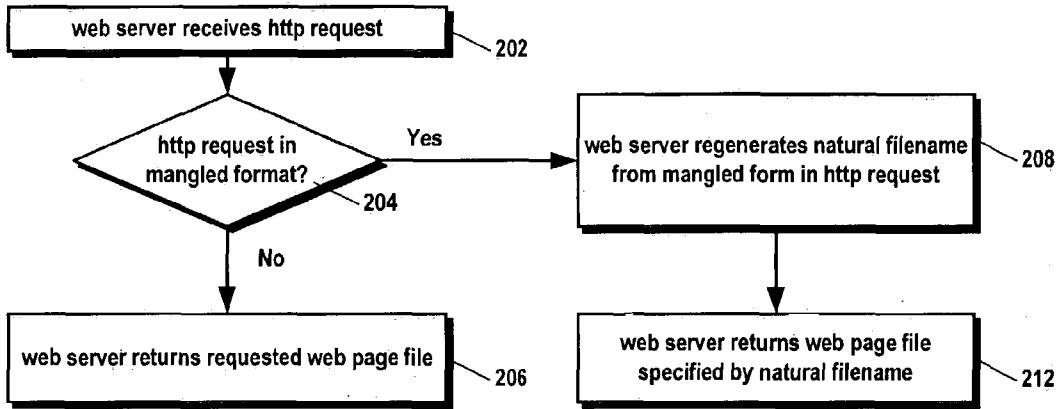 web server receives http request
202
http request in
mangled format?
204
Yes
web server regenerates natural filename
from mangled form in http request
208
No
web server returns requested web page file
206
web server returns web page file
specified by natural filename
212